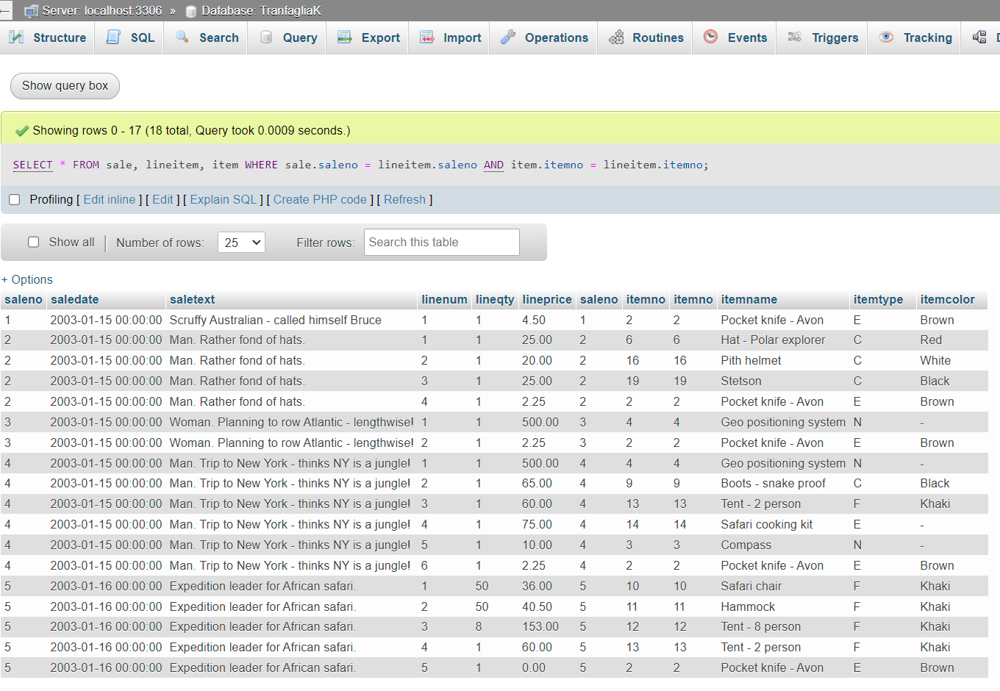 Server: localhost:3306 » Database: TranfagliaK
Structure SQL Search Query Export Import Operations Routines Events Triggers Tracking
Show query box
Showing rows 0 - 17 (18 total, Query took 0.0009 seconds.)
SELECT * FROM sale, lineitem, item WHERE sale.saleno = lineitem.saleno AND item.itemno = lineitem.itemno;
Profiling [ Edit inline ] [ Edit ] [ Explain SQL ] [ Create PHP code ] [ Refresh ]
Show all Number of rows: 25 Filter rows: Search this table
+ Options
saleno saledate saletext linenum lineqty lineprice saleno itemno itemno itemname itemtype itemcolor
1 2003-01-15 00:00:00 Scruffy Australian - called himself Bruce 1 1 4.50 1 2 2 Pocket knife - Avon E Brown
2 2003-01-15 00:00:00 Man. Rather fond of hats. 1 1 25.00 2 6 6 Hat - Polar explorer C Red
2 2003-01-15 00:00:00 Man. Rather fond of hats. 2 1 20.00 2 16 16 Pith helmet C White
2 2003-01-15 00:00:00 Man. Rather fond of hats. 3 1 25.00 2 19 19 Stetson C Black
2 2003-01-15 00:00:00 Man. Rather fond of hats. 4 1 2.25 2 2 2 Pocket knife - Avon E Brown
3 2003-01-15 00:00:00 Woman. Planning to row Atlantic - lengthwise! 1 1 500.00 3 4 4 Geo positioning system N -
3 2003-01-15 00:00:00 Woman. Planning to row Atlantic - lengthwise! 2 1 2.25 3 2 2 Pocket knife - Avon E Brown
4 2003-01-15 00:00:00 Man. Trip to New York - thinks NY is a jungle! 1 1 500.00 4 4 4 Geo positioning system N -
4 2003-01-15 00:00:00 Man. Trip to New York - thinks NY is a jungle! 2 1 65.00 4 9 9 Boots - snake proof C Black
4 2003-01-15 00:00:00 Man. Trip to New York - thinks NY is a jungle! 3 1 60.00 4 13 13 Tent - 2 person F Khaki
4 2003-01-15 00:00:00 Man. Trip to New York - thinks NY is a jungle! 4 1 75.00 4 14 14 Safari cooking kit E -
4 2003-01-15 00:00:00 Man. Trip to New York - thinks NY is a jungle! 5 1 10.00 4 3 3 Compass N -
4 2003-01-15 00:00:00 Man. Trip to New York - thinks NY is a jungle! 6 1 2.25 4 2 2 Pocket knife - Avon E Brown
5 2003-01-16 00:00:00 Expedition leader for African safari. 1 50 36.00 5 10 10 Safari chair F Khaki
5 2003-01-16 00:00:00 Expedition leader for African safari. 2 50 40.50 5 11 11 Hammock F Khaki
5 2003-01-16 00:00:00 Expedition leader for African safari. 3 8 153.00 5 12 12 Tent - 8 person F Khaki
5 2003-01-16 00:00:00 Expedition leader for African safari. 4 1 60.00 5 13 13 Tent - 2 person F Khaki
5 2003-01-16 00:00:00 Expedition leader for African safari. 5 1 0.00 5 2 2 Pocket knife - Avon E Brown